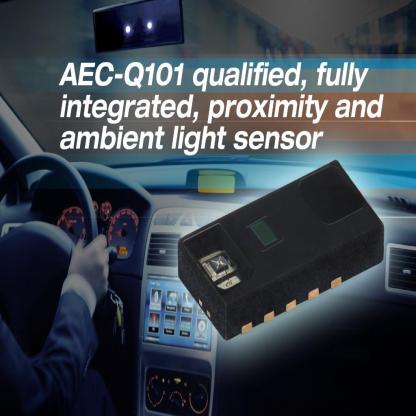 AEC-Q101 qualified, fully
integrated, proximity and
ambient light sensor